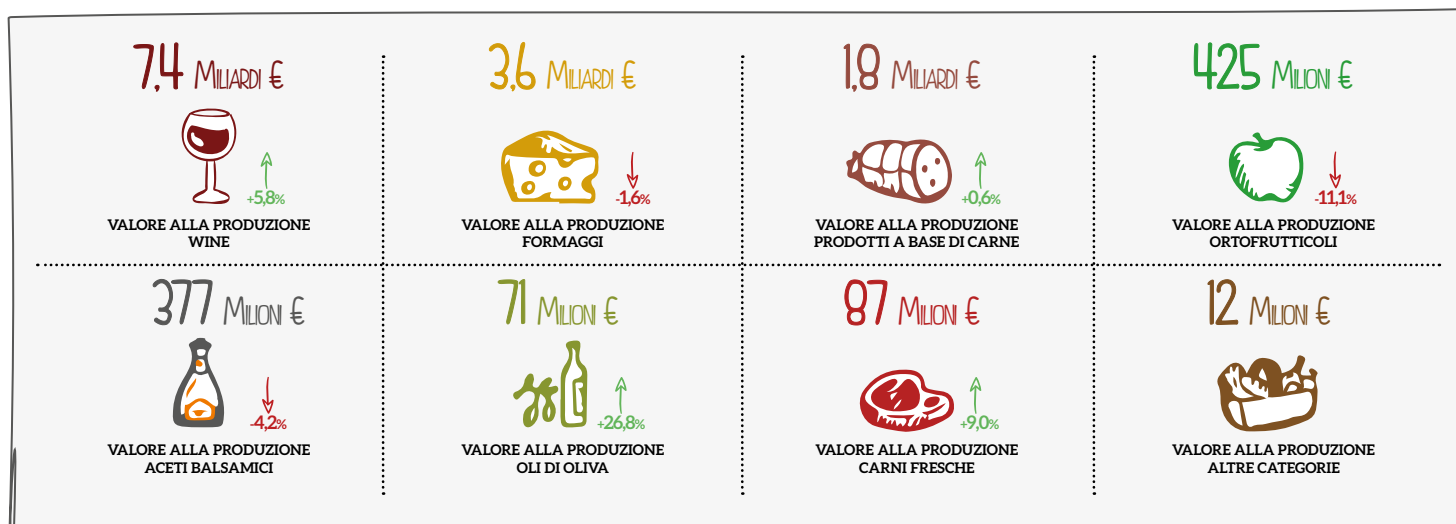 7,4 Miliardi €
+5,8%
VALORE ALLA PRODUZIONE
WINE
3,6 Miliardi €
-1,6%
VALORE ALLA PRODUZIONE
FORMAGGI
1,8 Miliardi €
+0,6%
VALORE ALLA PRODUZIONE
PRODOTTI A BASE DI CARNE
425 Milioni €
-11,1%
VALORE ALLA PRODUZIONE
ORTOFRUTTICOLI
377 Milioni €
-4,2%
VALORE ALLA PRODUZIONE
ACETI BALSAMICI
71 Milioni €
+26,8%
VALORE ALLA PRODUZIONE
OLI DI OLIVA
87 Milioni €
+9,0%
VALORE ALLA PRODUZIONE
CARNI FRESCHE
12 Milioni €
VALORE ALLA PRODUZIONE
ALTRE CATEGORIE